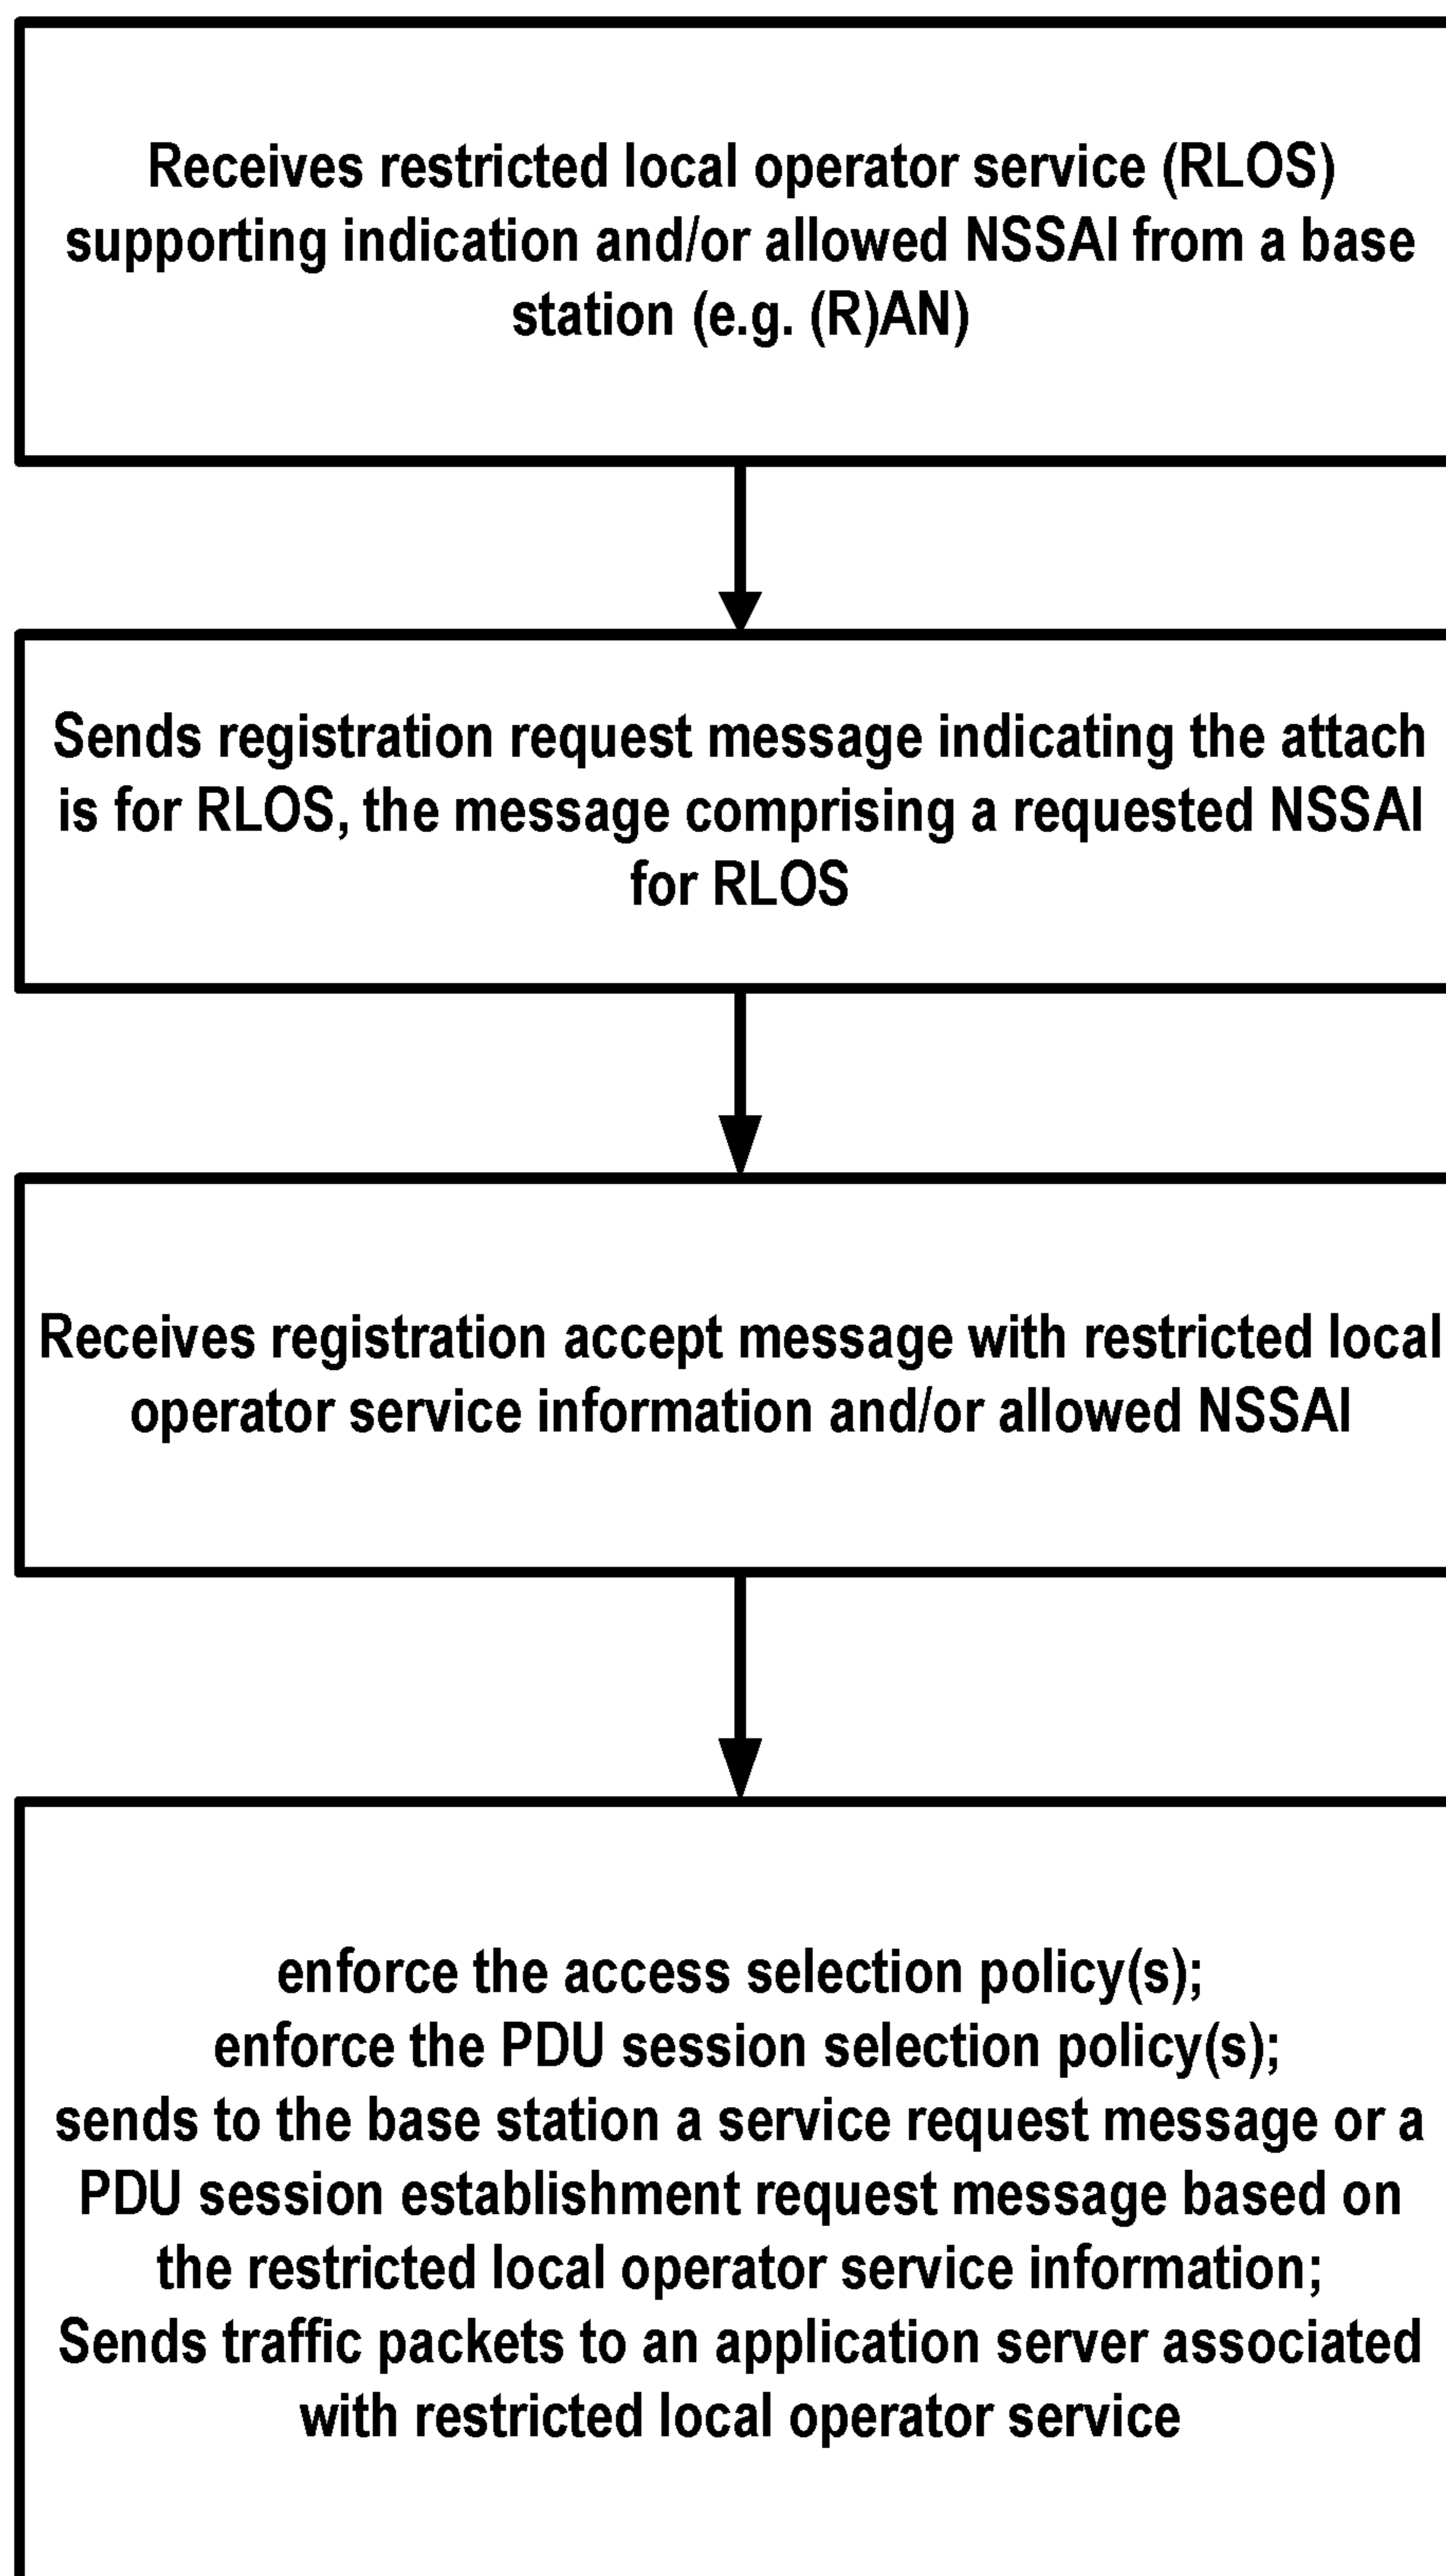 Receives restricted local operator service (RLOS)
supporting indication and/or allowed NSSAI from a base
station (e.g. (R)AN)
Sends registration request message indicating the attach
is for RLOS, the message comprising a requested NSSAI
for RLOS
Receives registration accept message with restricted local
operator service information and/or allowed NSSAI
enforce the access selection policy(s);
enforce the PDU session selection policy(s);
sends to the base station a service request message or a
PDU session establishment request message based on
the restricted local operator service information;
Sends traffic packets to an application server associated
with restricted local operator service